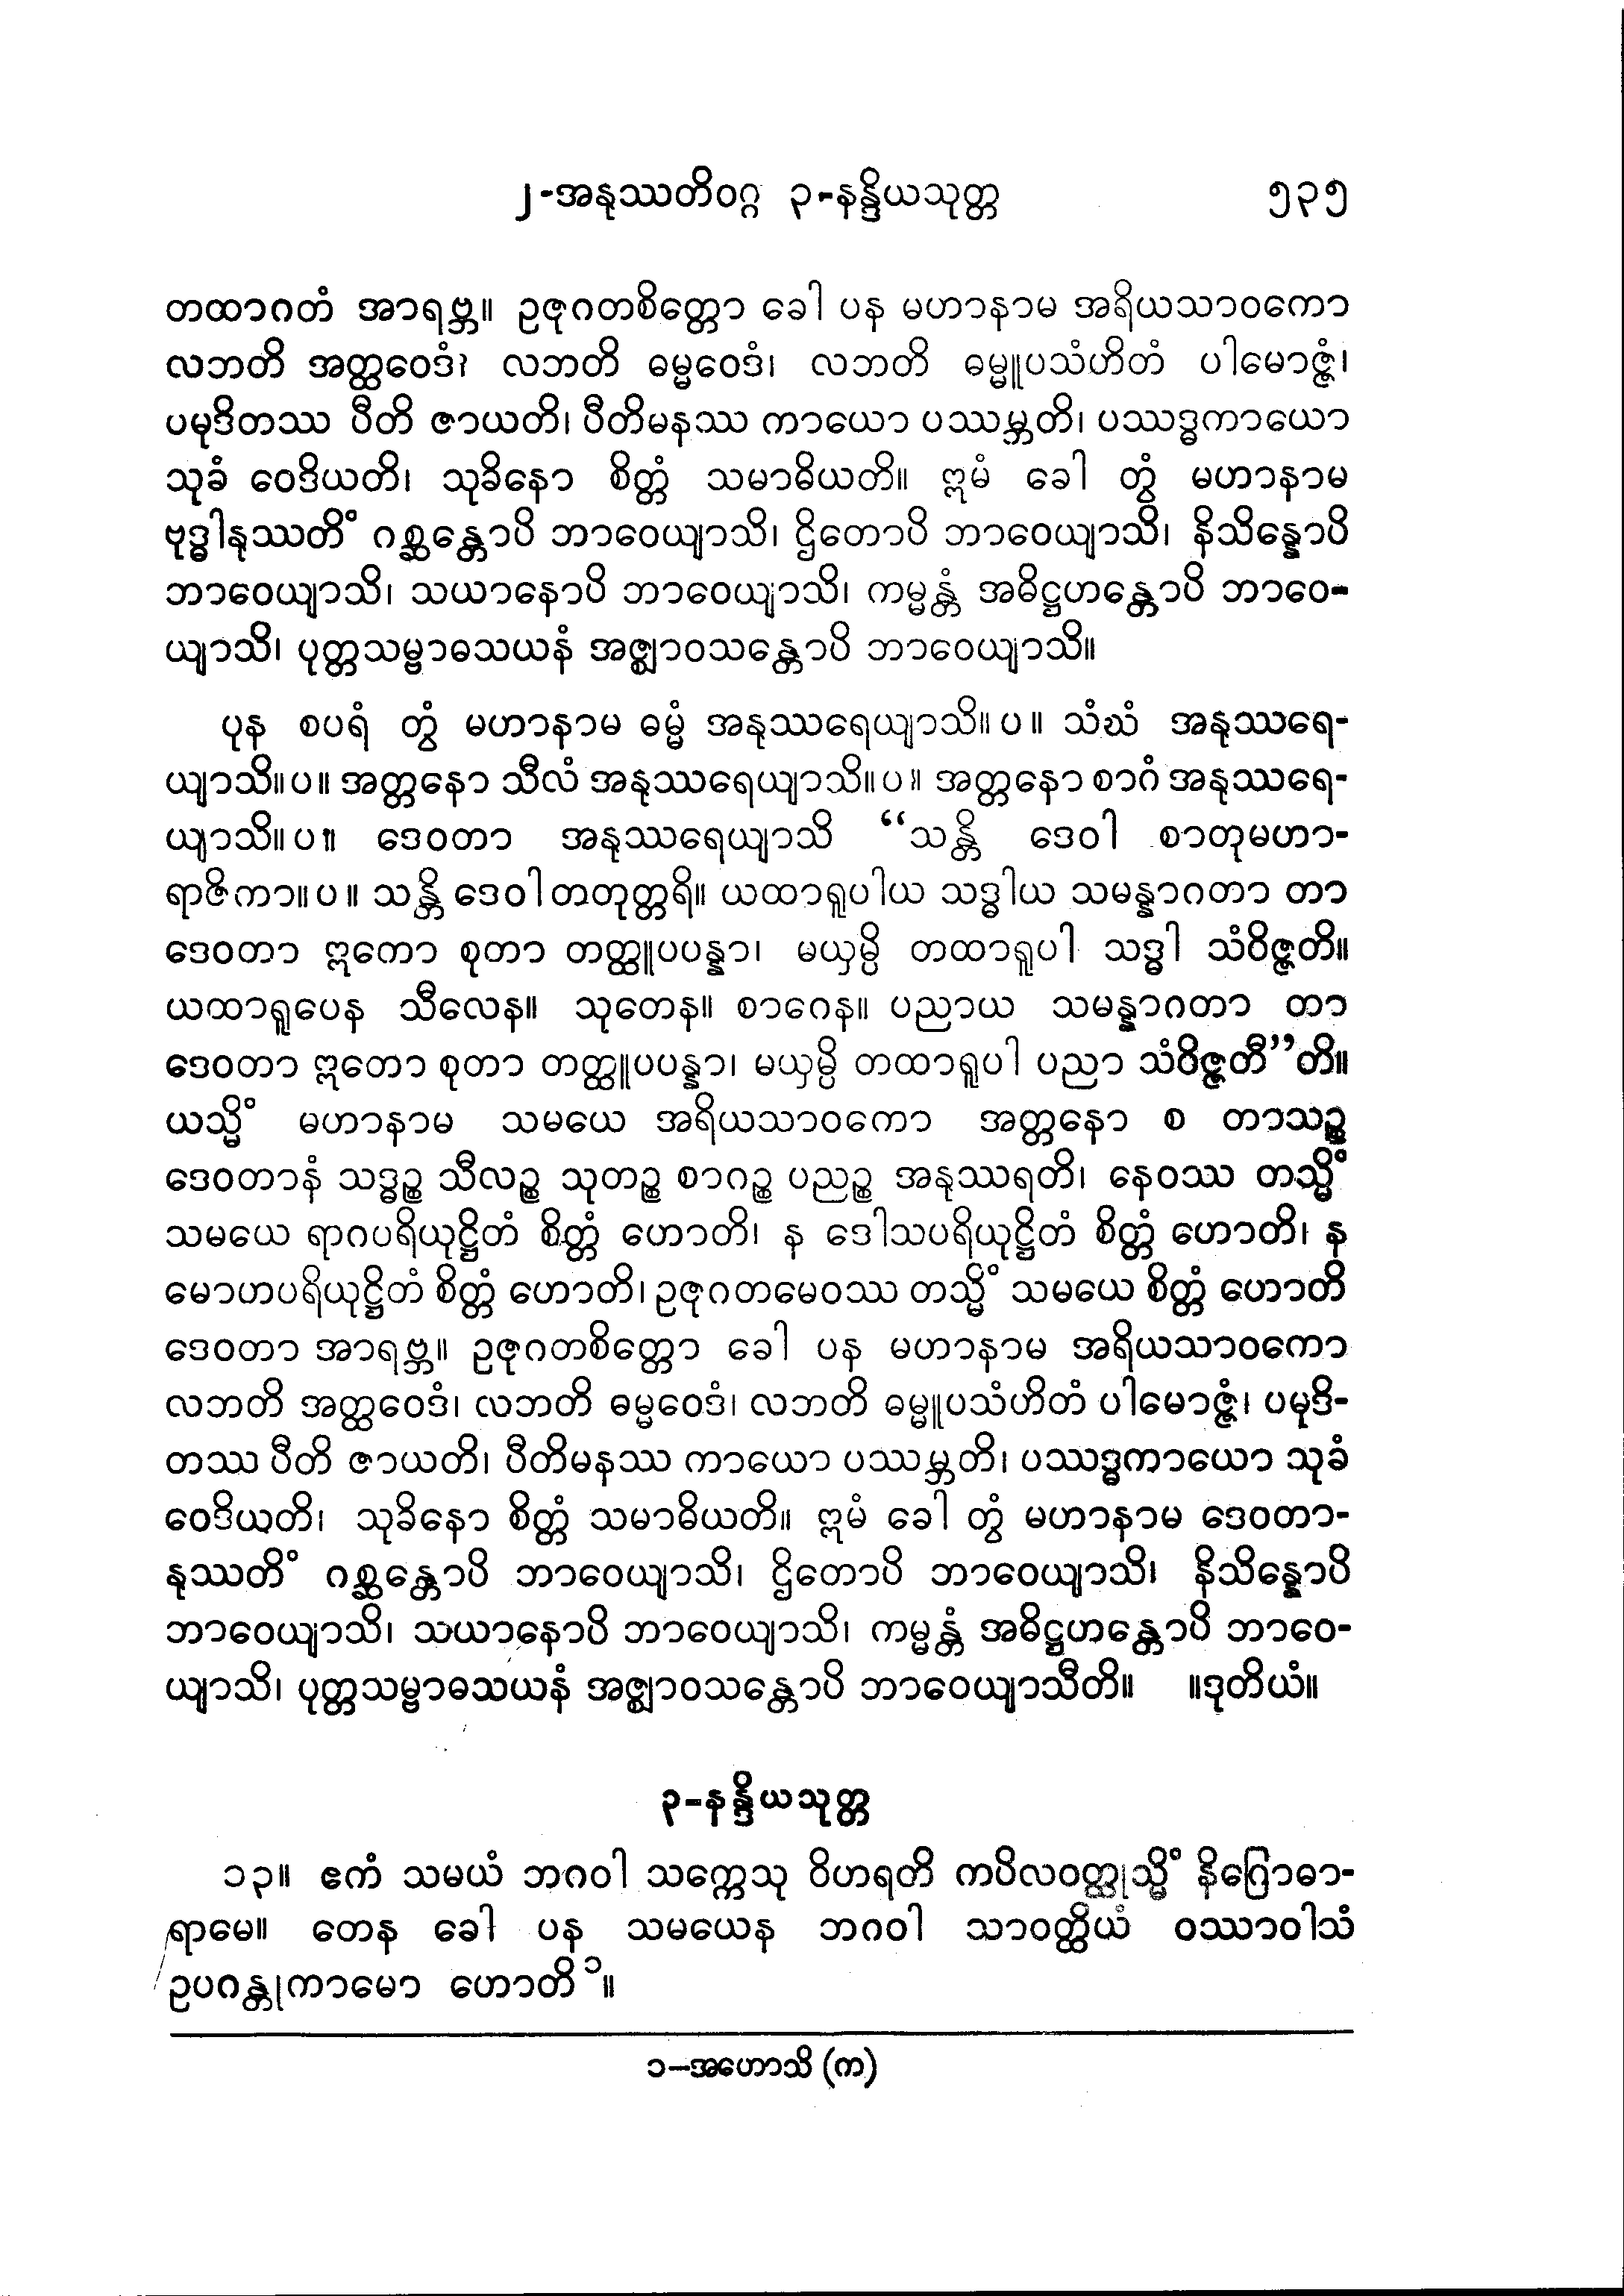 ၂-အနုဿတိဝဂ္ဂ ၃-နန္ဒိယသုတ္တ ၅၃၅
တထာဂတံ အာရဗ္ဘ။ ဥဇုဂတစိတ္တော ခေါ ပန မဟာနာမ အရိယသာဝကော
လဘတိ အတ္ထဝေဒံ၊ လဘတိ ဓမ္မဝေဒံ၊ လဘတိ ဓမ္မူပသံဟိတံ ပါမောဇ္ဇံ၊
ပမုဒိတဿ ပီတိ ဇာယတိ၊ ပီတိမနဿ ကာယော ပဿမ္ဘတိ၊ ပဿဒ္ဓကာယော
သုခံ ဝေဒိယတိ၊ သုခိနော စိတ္တံ သမာဓိယတိ။ ဣမံ ခေါ တွံ မဟာနာမ
ဗုဒ္ဓါနုဿတိံ ဂစ္ဆန္တောပိ ဘာဝေယျာသိ၊ ဌိတောပိ ဘာဝေယျာသိ၊ နိသိန္နောပိ
ဘာဝေယျာသိ၊ သယာနောပိ ဘာဝေယျာသိ၊ ကမ္မန္တံ အဓိဋ္ဌဟန္တောပိ ဘာဝေ-
ယျာသိ၊ ပုတ္တသမ္ဗာဓသယနံ အဇ္ဈာဝသန္တောပိ ဘာဝေယျာသိ။
ပုန စပရံ တွံ မဟာနာမ ဓမ္မံ အနုဿရေယျာသိ။ပ။ သံဃံ အနုဿရေ-
ယျာသိ။ပ။ အတ္တနော သီလံ အနုဿရေယျာသိ။ပ။ အတ္တနော စာဂံ အနုဿရေ-
ယျာသိ။ပ။ ဒေဝတာ အနုဿရေယျာသိ “သန္တိ ဒေဝါ စာတုမဟာ-
ရာဇိကာ။ပ။ သန္တိ ဒေဝါ တတုတ္တရိ။ ယထာရူပါယ သဒ္ဓါယ သမန္နာဂတာ တာ
ဒေဝတာ ဣကော စုတာ တတ္ထူပပန္နာ၊ မယှမ္ပိ တထာရူပါ သဒ္ဓါ သံဝိဇ္ဇတိ။
ယထာရူပေန သီလေန။ သုတေန။ စာဂေန။ ပညာယ သမန္နာဂတာ တာ
ဒေဝတာ ဣတော စုတာ တတ္ထူပပန္နာ၊ မယှမ္ပိ တထာရူပါ ပညာ သံဝိဇ္ဇတီ”တိ။
ယသ္မိံ မဟာနာမ သမယေ အရိယသာဝကော အတ္တနော စ တာသဉ္စ
ဒေဝတာနံ သဒ္ဓဉ္စ သီလဉ္စ သုတဉ္စ စာဂဉ္စ ပညဉ္စ အနုဿရတိ၊ နေဝဿ တသ္မိံ
သမယေ ရာဂပရိယုဋ္ဌိတံ စိတ္တံ ဟောတိ၊ န ဒေါသပရိယုဋ္ဌိတံ စိတ္တံ ဟောတိ၊ န
မောဟပရိယုဋ္ဌိတံ စိတ္တံ ဟောတိ၊ ဥဇုဂတမေဝဿ တသ္မိံ သမယေ စိတ္တံ ဟောတိ
ဒေဝတာ အာရဗ္ဘ။ ဥဇုဂတစိတ္တော ခေါ ပန မဟာနာမ အရိယသာဝကော
လဘတိ အတ္ထဝေဒံ၊ လဘတိ ဓမ္မဝေဒံ၊ လဘတိ ဓမ္မူပသံဟိတံ ပါမောဇ္ဇံ၊ ပမုဒိ-
တဿ ပီတိ ဇာယတိ၊ ပီတိမနဿ ကာယော ပဿမ္ဘတိ၊ ပဿဒ္ဓကာယော သုခံ
ဝေဒိယတိ၊ သုခိနော စိတ္တံ သမာဓိယတိ။ ဣမံ ခေါ တွံ မဟာနာမ ဒေဝတာ-
နုဿတိံ ဂစ္ဆန္တောပိ ဘာဝေယျာသိ၊ ဌိတောပိ ဘာဝေယျာသိ၊ နိသိန္နောပိ
ဘာဝေယျာသိ၊ သယာနောပိ ဘာဝေယျာသိ၊ ကမ္မန္တံ အဓိဋ္ဌဟန္တောပိ ဘာဝေ-
ယျာသိ၊ ပုတ္တသမ္ဗာဓသယနံ အဇ္ဈာဝသန္တောပိ ဘာဝေယျာသီတိ။ ။ဒုတိယံ။
၃-နန္ဒိယသုတ္တ
၁၃။ ဧကံ သမယံ ဘဂဝါ သက္ကေသု ဝိဟရတိ ကပိလဝတ္ထုသ္မိံ နိဂြောဓာ-
ရာမေ။ တေန ခေါ ပန သမယေန ဘဂဝါ သာဝတ္ထိယံ ဝဿာဝါသံ
ဥပဂန္တုကာမော ဟောတိ ၁။
၁-အဟောသိ (က)